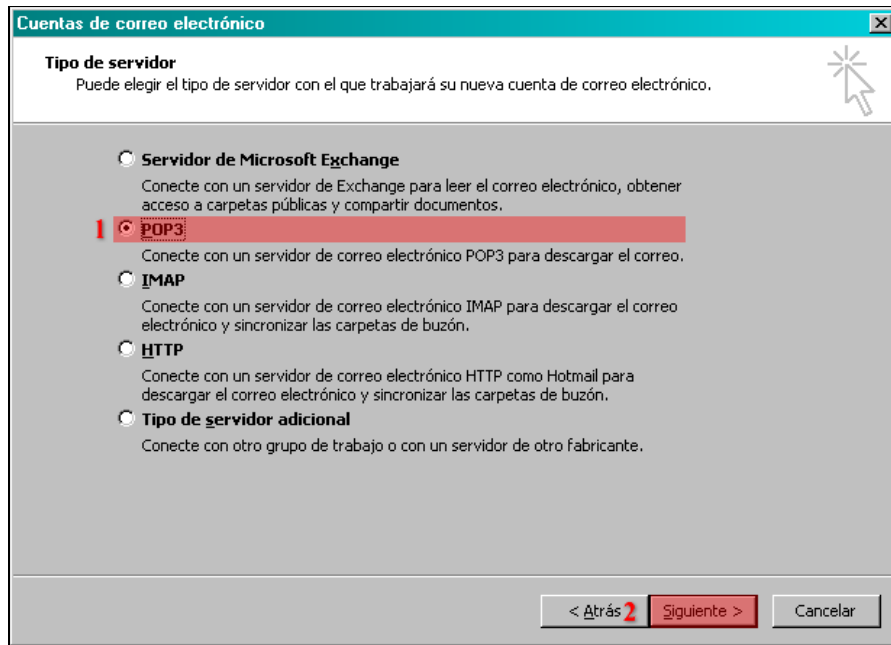 Cuentas de correo electrónico
Tipo de servidor
Puede elegir el tipo de servidor con el que trabajará su nueva cuenta de correo electrónico.
Servidor de Microsoft Exchange
Conecte con un servidor de Exchange para leer el correo electrónico, obtener
acceso a carpetas públicas y compartir documentos.
1 POP3
Conecte con un servidor de correo electrónico POP3 para descargar el correo.
IMAP
Conecte con un servidor de correo electrónico IMAP para descargar el correo
electrónico y sincronizar las carpetas de buzón.
HTTP
Conecte con un servidor de correo electrónico HTTP como Hotmail para
descargar el correo electrónico y sincronizar las carpetas de buzón.
Tipo de servidor adicional
Conecte con otro grupo de trabajo o con un servidor de otro fabricante.
< Atrás 2 Siguiente > Cancelar